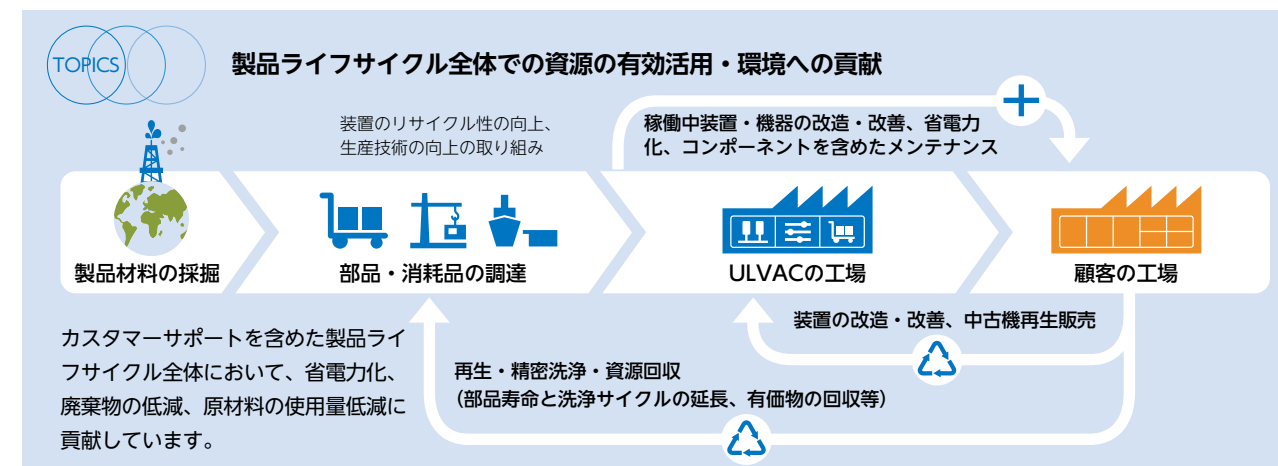 TOPICS
製品ライフサイクル全体での資源の有効活用・環境への貢献
装置のリサイクル性の向上、
生産技術の向上の取り組み
稼働中装置・機器の改造・改善、省電力
化、コンポーネントを含めたメンテナンス
製品材料の採掘
部品・消耗品の調達
ULVACの工場
顧客の工場
装置の改造・改善、中古機再生販売
再生・精密洗浄・資源回収
（部品寿命と洗浄サイクルの延長、有価物の回収等）
カスタマーサポートを含めた製品ライ
フサイクル全体において、省電力化、
廃棄物の低減、原材料の使用量低減に
貢献しています。